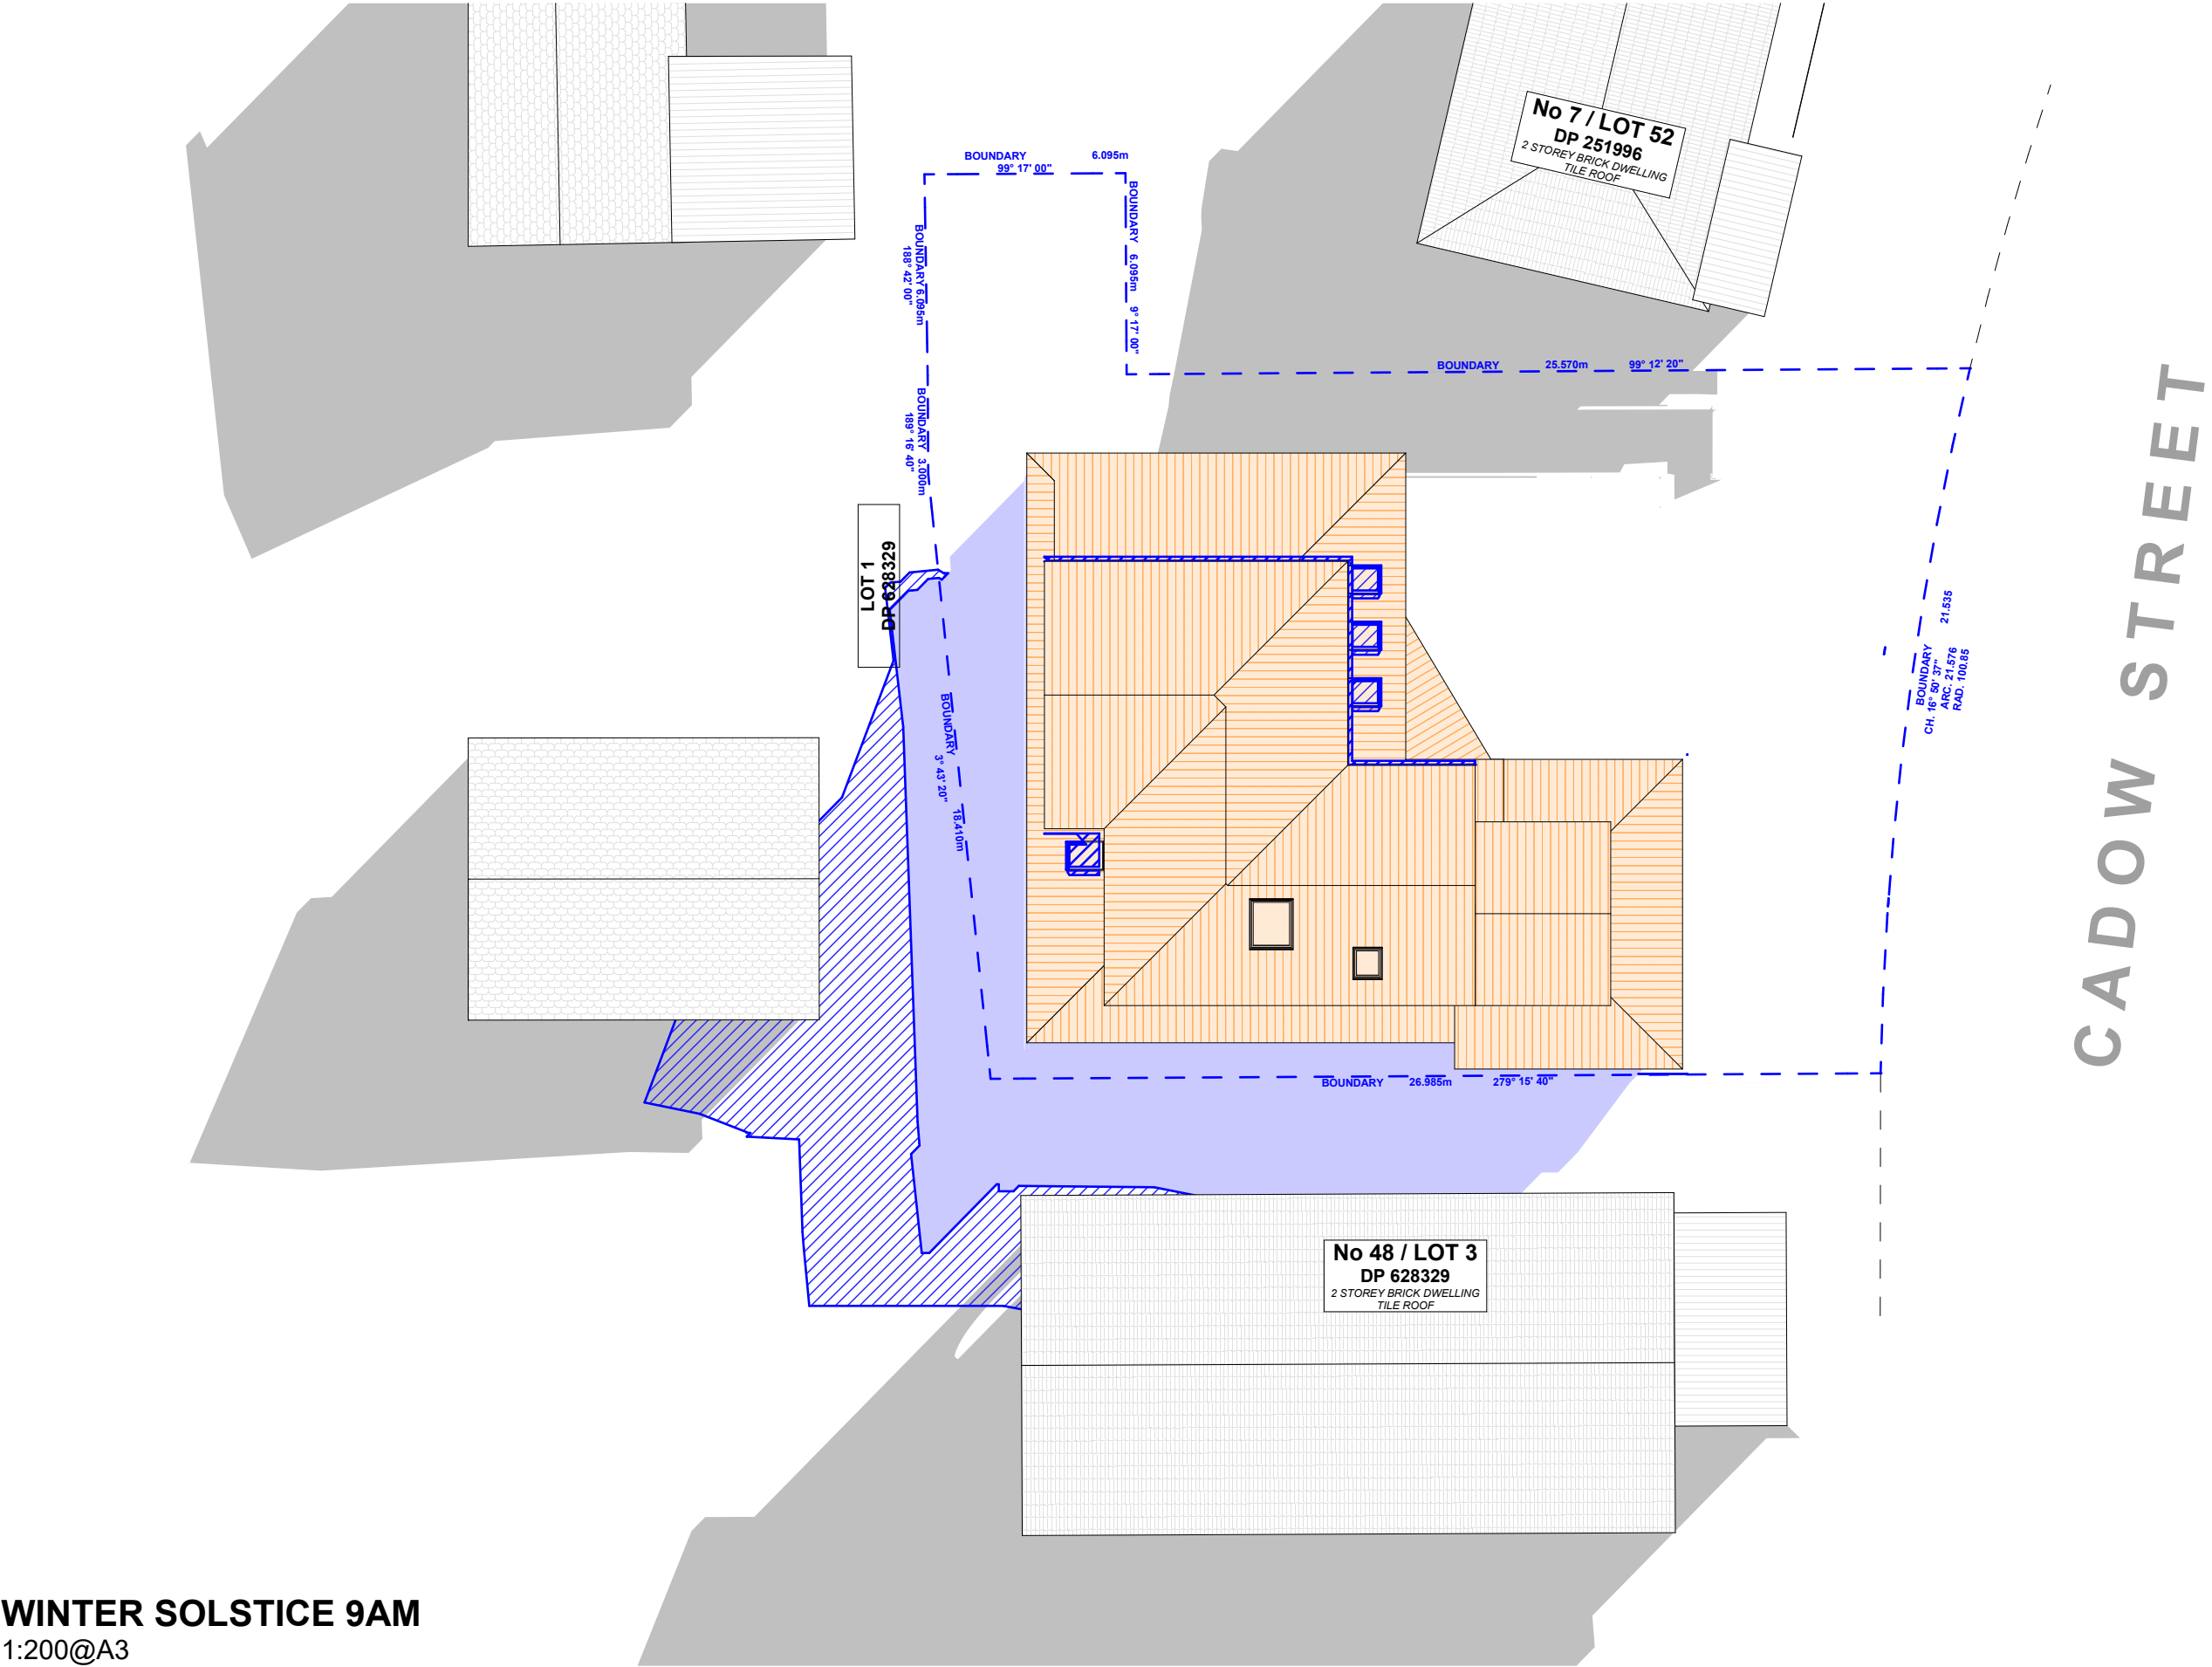 No 7 / LOT 52
DP 251996
2 STOREY BRICK DWELLING
TILE ROOF
BOUNDARY 6.095m
99° 17' 00"
BOUNDARY 6.095m 9° 17' 00"
BOUNDARY 6.095m
188° 42' 00"
BOUNDARY 25.570m 99° 12' 20"
BOUNDARY 3.000m
189° 16' 40"
LOT 1
DP 628329
BOUNDARY
3° 43' 20" 18.410m
BOUNDARY 21.535
CH. 16° 50' 37"
ARC. 21.576
RAD. 100.85
CADOW STREET
BOUNDARY 26.985m 279° 15' 40"
No 48 / LOT 3
DP 628329
2 STOREY BRICK DWELLING
TILE ROOF
WINTER SOLSTICE 9AM
1:200@A3